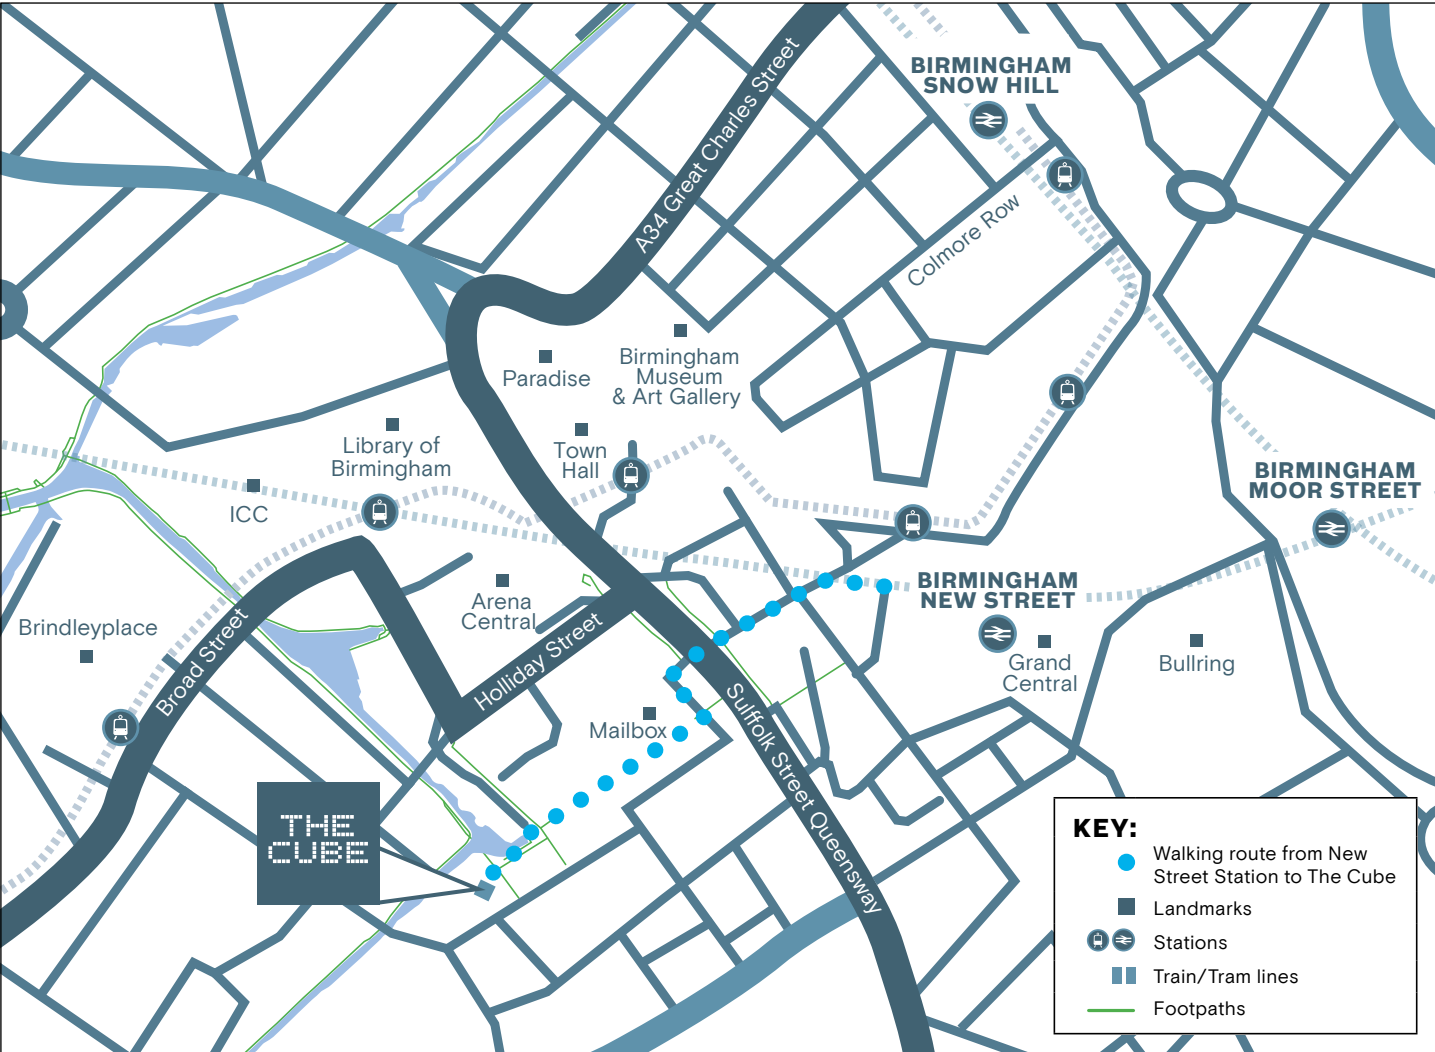 BIRMINGHAM
SNOW HILL
A34 Great Charles Street
Colmore Row
Paradise
Birmingham
Museum
& Art Gallery
Library of
Birmingham
Town
Hall
ICC
BIRMINGHAM
MOOR STREET
BIRMINGHAM
NEW STREET
Arena
Central
Brindleyplace
Broad Street
Holliday Street
Grand
Central
Bullring
Mailbox
Sulffolk Street Queensway
THE
CUBE
KEY:
Walking route from New
Street Station to The Cube
Landmarks
Stations
Train/Tram lines
Footpaths